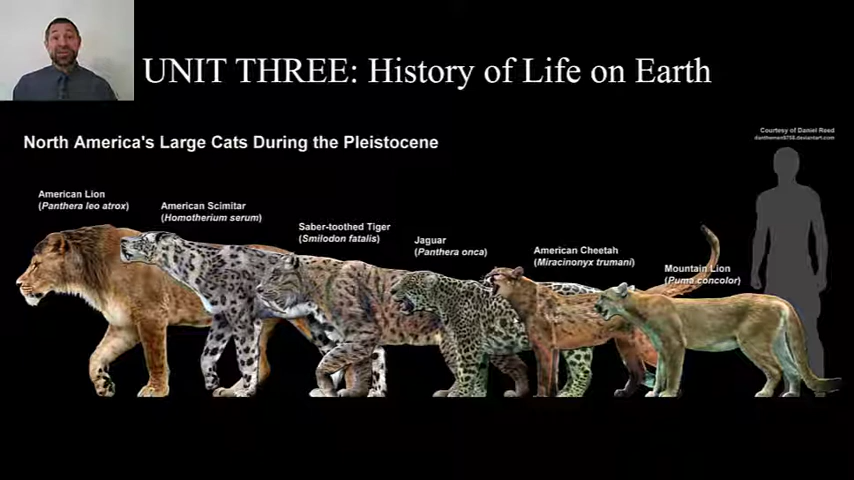 UNIT THREE: History of Life on Earth
Courtesy of Daniel Reed
North America's Large Cats During the Pleistocene
American Lion
(Panthera leo atrox)
American Scimitar
(Homotherium serum)
Saber-toothed Tiger
(Smilodon fatalis)
Jaguar
(Panthera onca)
American Cheetah
(Miracinonyx trumani)
Mountain Lion
(Puma concolor)